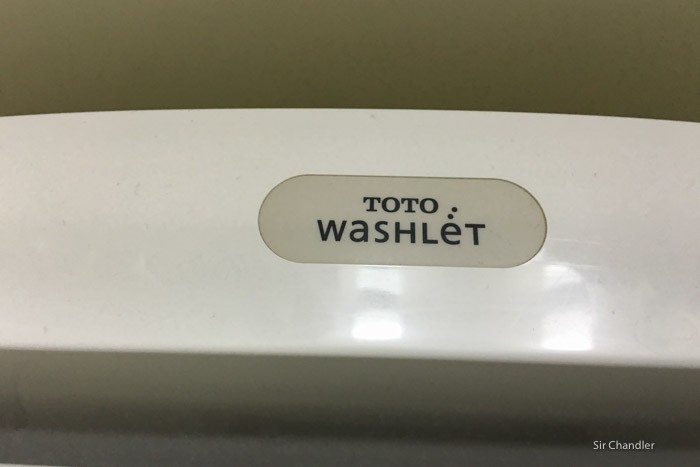 TOTO
WaSHLeT
Sir Chandler